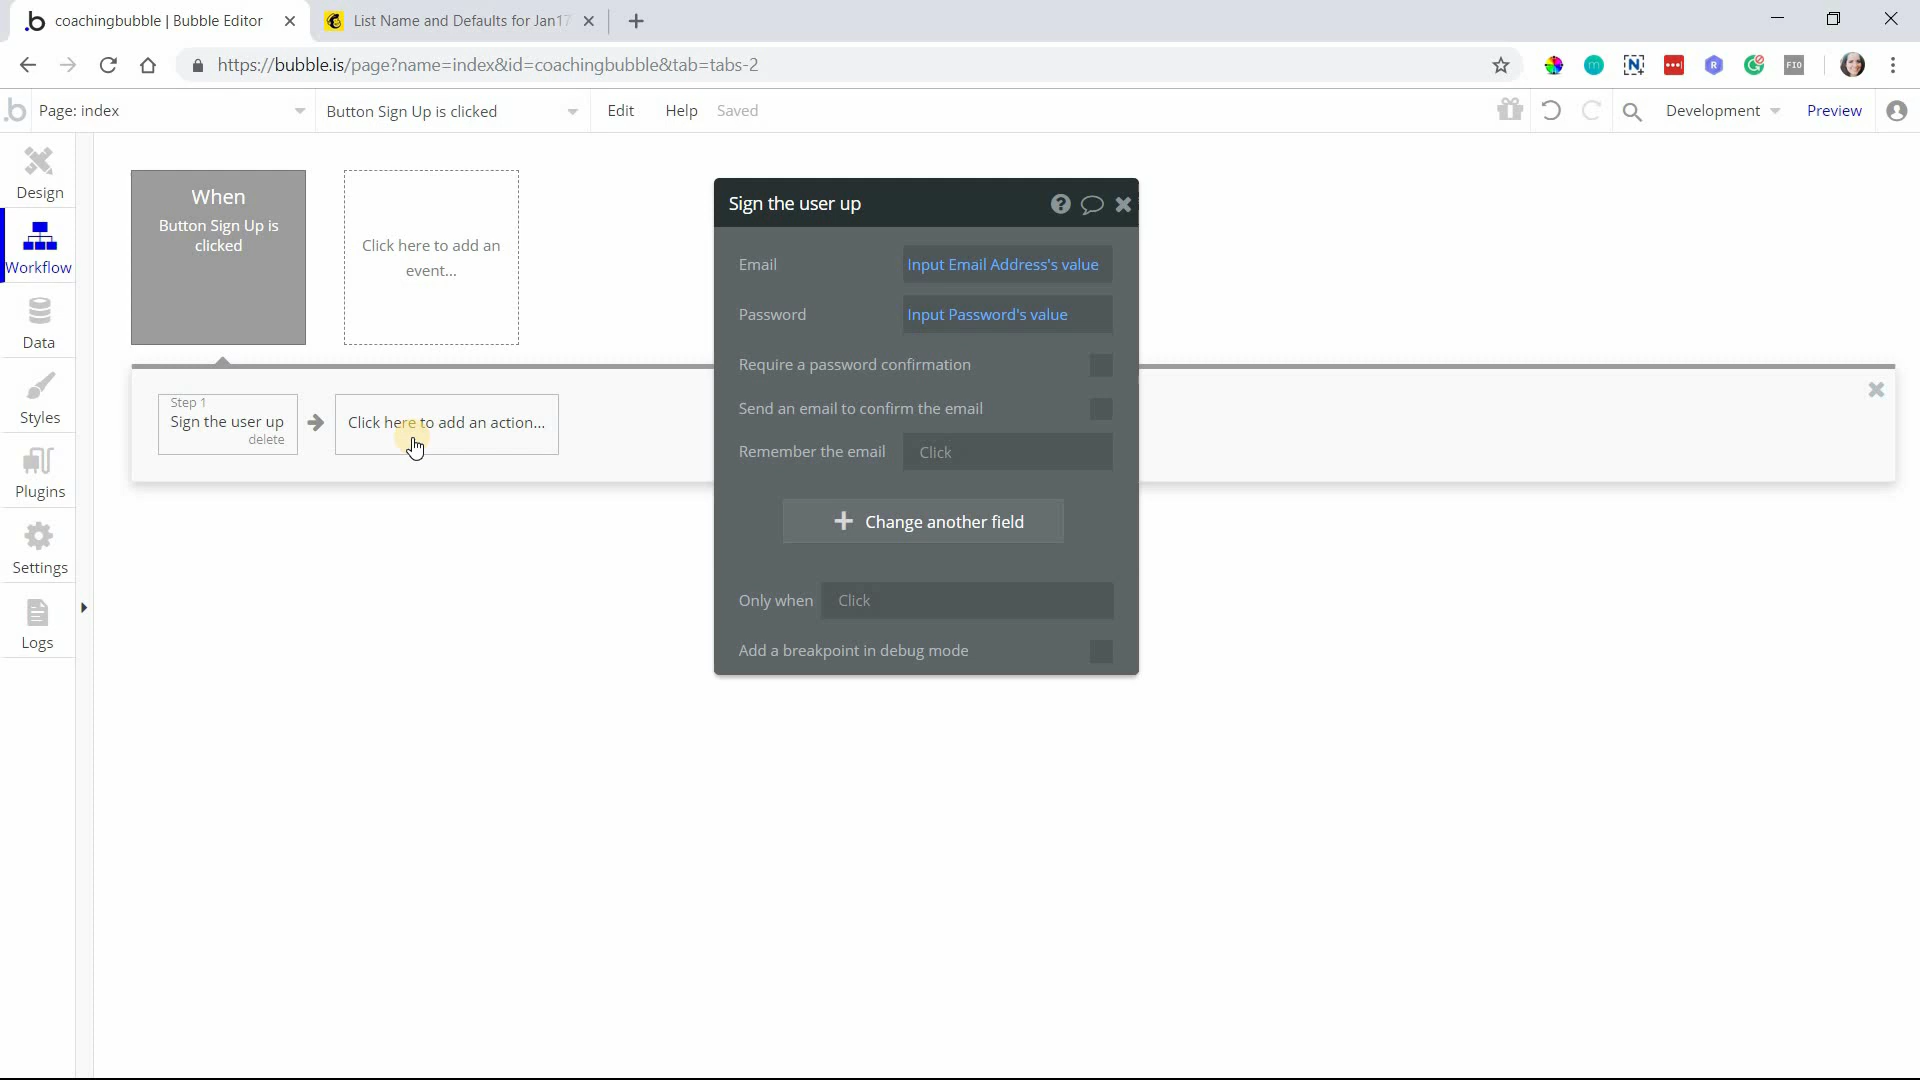 coachingbubble | Bubble Editor
List Name and Defaults for Jan17
https://bubble.is/page?name=index&id=coachingbubble&tab=tabs-2
Page: index
Button Sign Up is clicked
Edit
Help
Saved
Development
Preview
Design
Workflow
Data
Styles
Plugins
Settings
Logs
When
Button Sign Up is
clicked
Click here to add an
event...
Step 1
Sign the user up
delete
Click here to add an action...
Sign the user up
Email
Input Email Address's value
Password
Input Password's value
Require a password confirmation
Send an email to confirm the email
Remember the email
Click
Change another field
Only when
Click
Add a breakpoint in debug mode
FIO